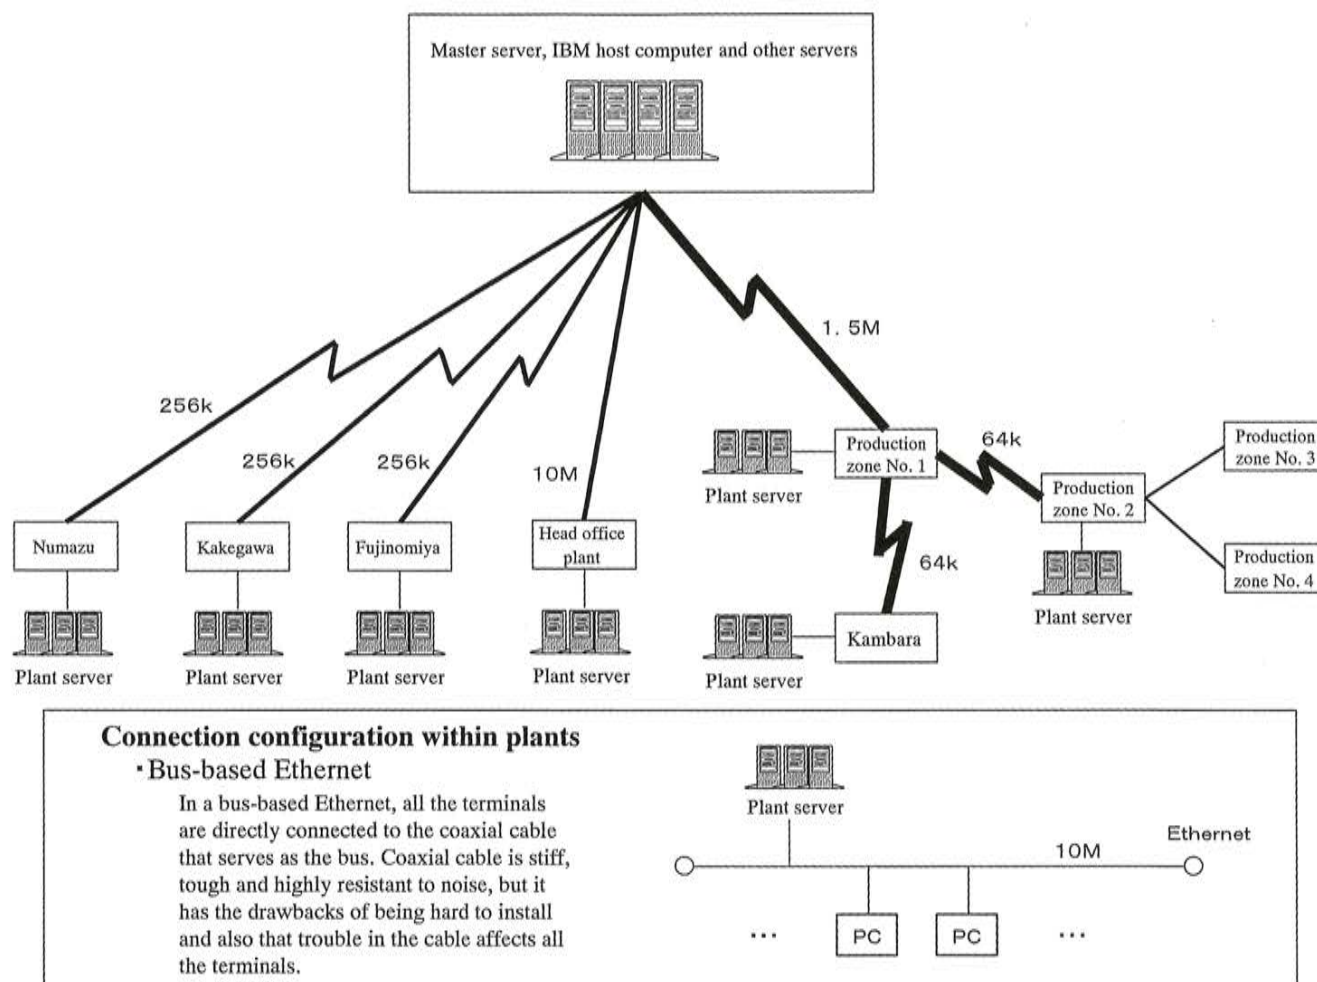 Master server, IBM host computer and other servers
1. 5M
256k
256k
256k
10M
64k
64k
Production
zone No. 1
Production
zone No. 2
Production
zone No. 3
Production
zone No. 4
Plant server
Plant server
Numazu
Kakegawa
Fujinomiya
Head office
plant
Kambara
Plant server
Plant server
Plant server
Plant server
Plant server
Connection configuration within plants
・Bus-based Ethernet
In a bus-based Ethernet, all the terminals
are directly connected to the coaxial cable
that serves as the bus. Coaxial cable is stiff,
tough and highly resistant to noise, but it
has the drawbacks of being hard to install
and also that trouble in the cable affects all
the terminals.
Plant server
Ethernet
10M
... PC PC ...